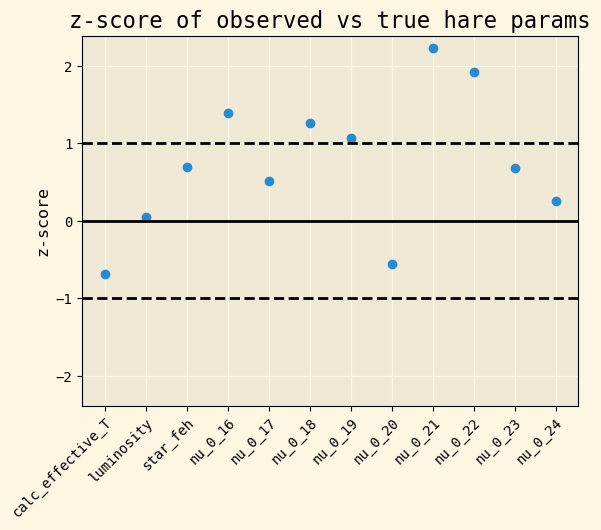 z-score of observed vs true hare params
z-score
2
1
0
−1
−2
calc_effective_T
luminosity
star_feh
nu_0_16
nu_0_17
nu_0_18
nu_0_19
nu_0_20
nu_0_21
nu_0_22
nu_0_23
nu_0_24